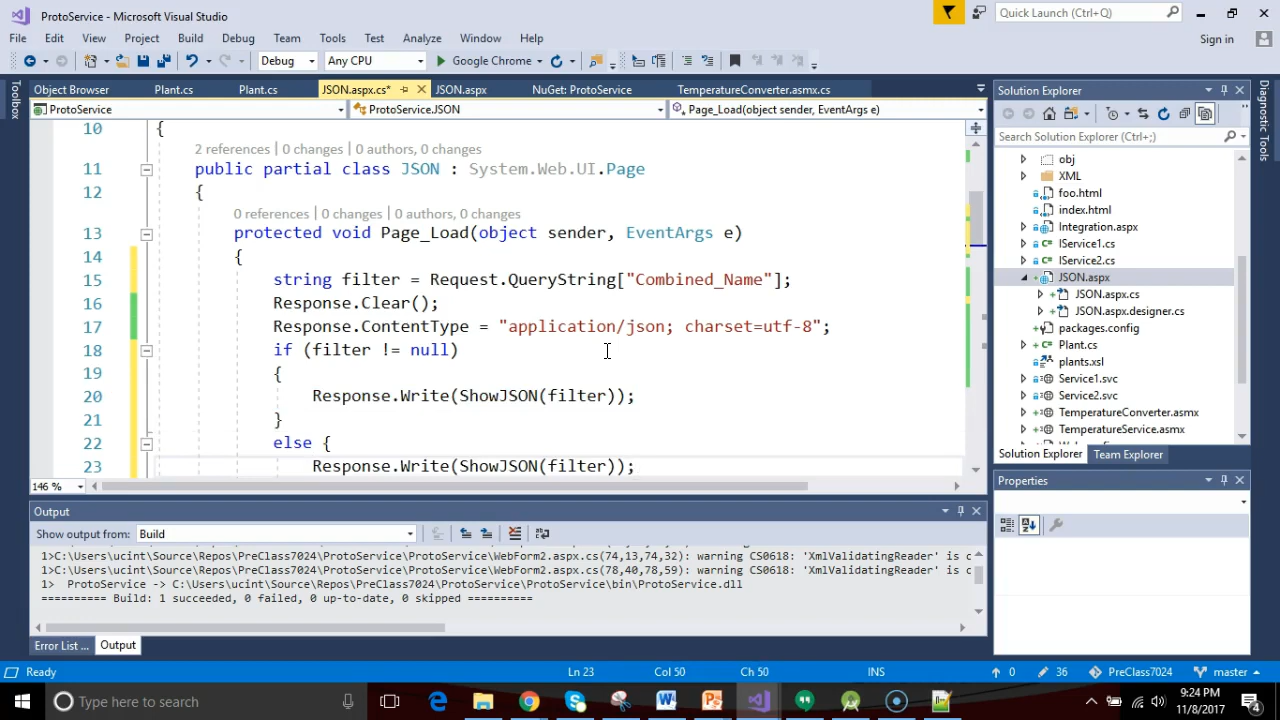 ProtoService - Microsoft Visual Studio
Quick Launch (Ctrl+Q)
File Edit View Project Build Debug Team Tools Test Analyze Window Help
Sign in
Debug Any CPU Google Chrome
Toolbox
Object Browser Plant.cs Plant.cs JSON.aspx.cs* JSON.aspx NuGet: ProtoService TemperatureConverter.asmx.cs
ProtoService ProtoService.JSON Page_Load(object sender, EventArgs e)
10 {
2 references | 0 changes | 0 authors, 0 changes
11 public partial class JSON : System.Web.UI.Page
12 {
0 references | 0 changes | 0 authors, 0 changes
13 protected void Page_Load(object sender, EventArgs e)
14 {
15 string filter = Request.QueryString["Combined_Name"];
16 Response.Clear();
17 Response.ContentType = "application/json; charset=utf-8";
18 if (filter != null)
19 {
20 Response.Write(ShowJSON(filter));
21 }
22 else {
23 Response.Write(ShowJSON(filter));
146 %
Output
Show output from: Build
1>C:\Users\ucint\Source\Repos\PreClass7024\ProtoService\ProtoService\WebForm2.aspx.cs(74,13,74,32): warning CS0618: 'XmlValidatingReader' is c
1>C:\Users\ucint\Source\Repos\PreClass7024\ProtoService\ProtoService\WebForm2.aspx.cs(78,40,78,59): warning CS0618: 'XmlValidatingReader' is c
1> ProtoService -> C:\Users\ucint\Source\Repos\PreClass7024\ProtoService\ProtoService\bin\ProtoService.dll
========== Build: 1 succeeded, 0 failed, 0 up-to-date, 0 skipped ==========
Error List ... Output
Solution Explorer
Search Solution Explorer (Ctrl+;)
obj
XML
foo.html
index.html
Integration.aspx
IService1.cs
IService2.cs
JSON.aspx
JSON.aspx.cs
JSON.aspx.designer.cs
packages.config
Plant.cs
plants.xsl
Service1.svc
Service2.svc
TemperatureConverter.asmx
TemperatureService.asmx
Solution Explorer Team Explorer
Properties
Diagnostic Tools
Ready Ln 23 Col 50 Ch 50 INS 0 36 PreClass7024 master
Type here to search
9:24 PM
11/8/2017
4